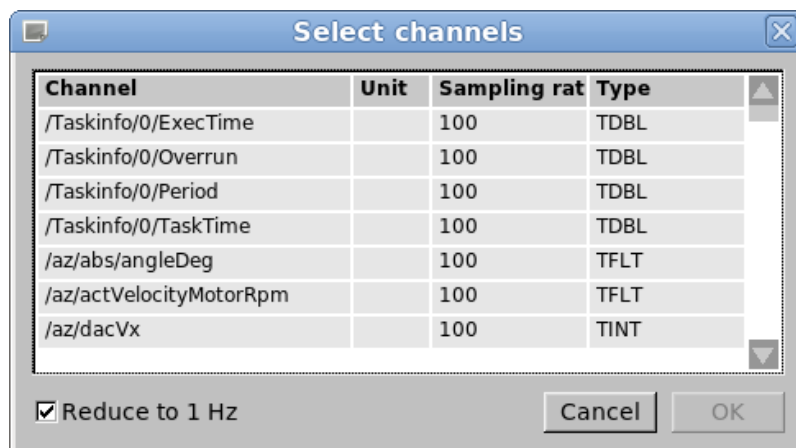 Select channels
Channel Unit Sampling rat Type
/Taskinfo/0/ExecTime 100 TDBL
/Taskinfo/0/Overrun 100 TDBL
/Taskinfo/0/Period 100 TDBL
/Taskinfo/0/TaskTime 100 TDBL
/az/abs/angleDeg 100 TFLT
/az/actVelocityMotorRpm 100 TFLT
/az/dacVx 100 TINT
Reduce to 1 Hz Cancel OK